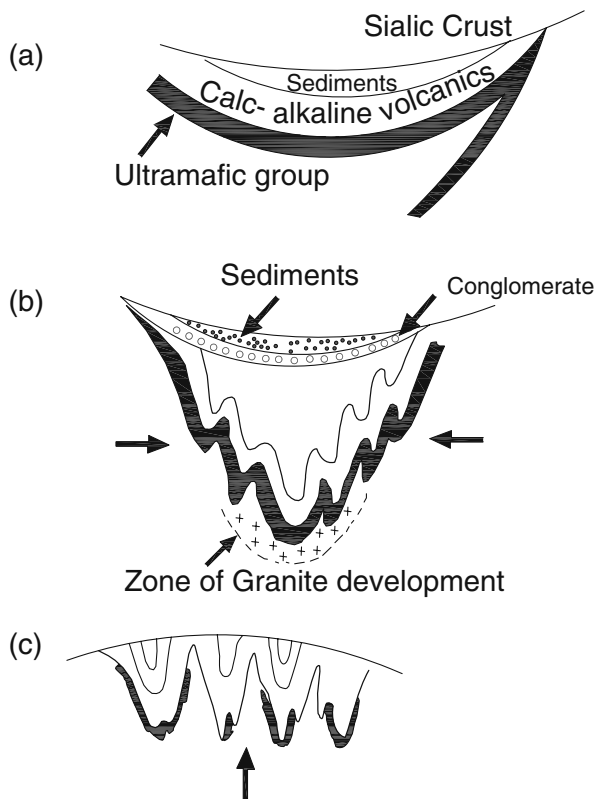 (a)
Sialic Crust
Sediments
Calc- alkaline volcanics
Ultramafic group
(b)
Sediments
Conglomerate
Zone of Granite development
(c)